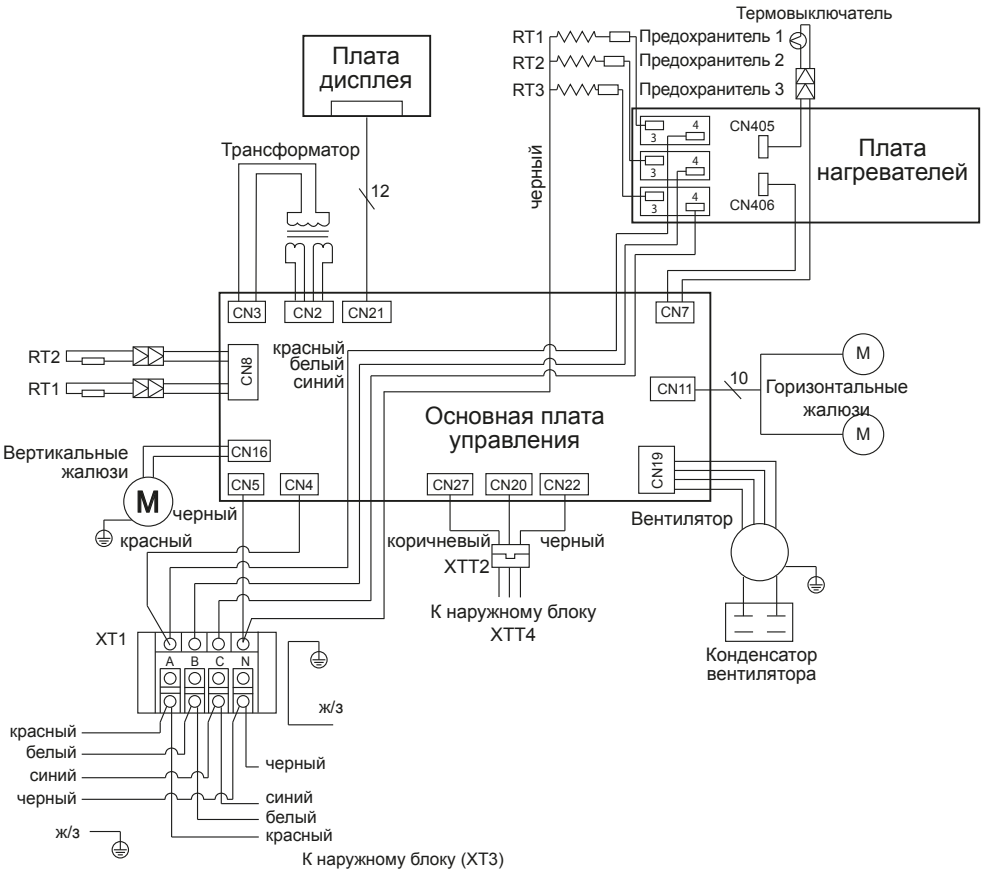 Термовыключатель
RT1
Предохранитель 1
RT2
Предохранитель 2
RT3
Предохранитель 3
Плата
дисплея
Трансформатор
12
черный
3
4
3
4
3
4
CN405
CN406
Плата
нагревателей
CN3
CN2
CN21
CN7
RT2
RT1
CN8
красный
белый
синий
CN11
10
M
Горизонтальные
жалюзи
M
Основная плата
управления
Вертикальные
жалюзи
M
CN16
CN5
CN4
CN27
CN20
CN22
CN19
черный
красный
коричневый
черный
XTT2
К наружному блоку
XTT4
Вентилятор
Конденсатор
вентилятора
XT1
A
B
C
N
ж/з
красный
белый
синий
черный
черный
синий
белый
красный
ж/з
К наружному блоку (XT3)